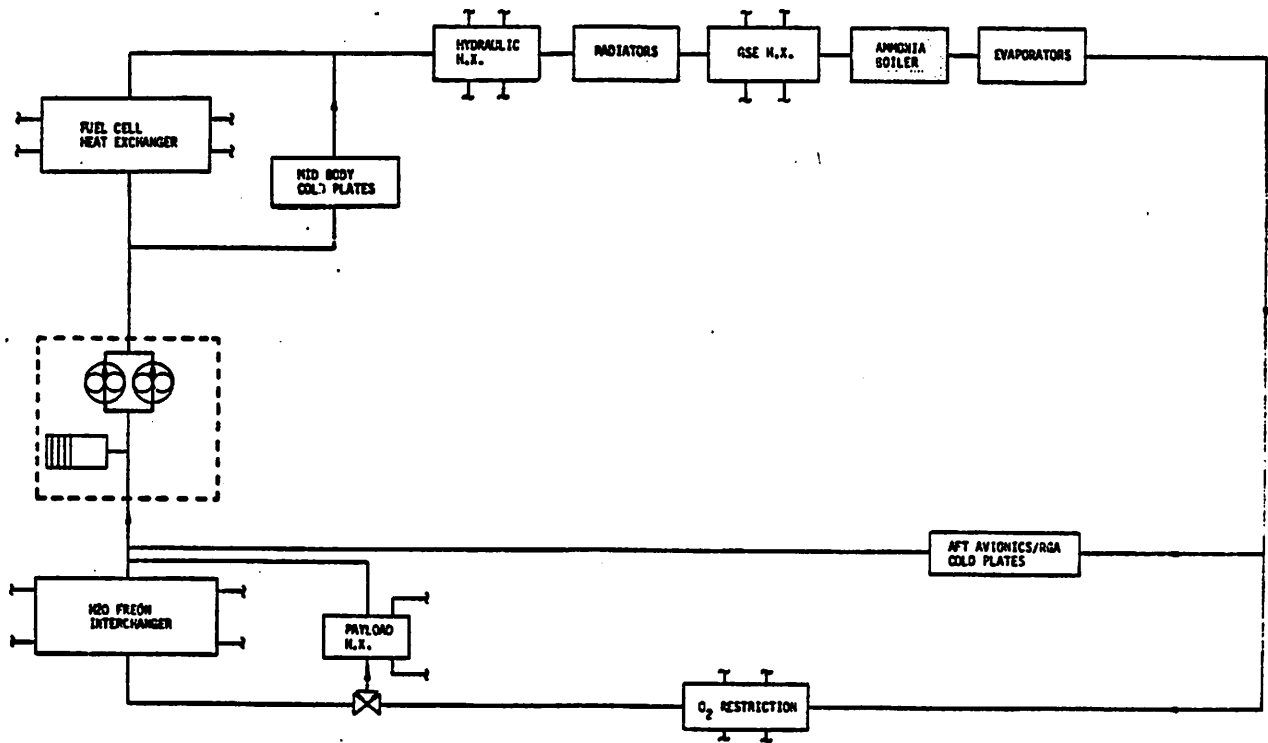 HYDRAULIC
H.X.
RADIATORS
GSE H.X.
AMMONIA
BOILER
EVAPORATORS
FUEL CELL
HEAT EXCHANGER
MID BODY
COLD PLATES
AFT AVIONICS/RGA
COLD PLATES
H2O FREON
INTERCHANGER
PAYLOAD
H.X.
O2 RESTRICTION